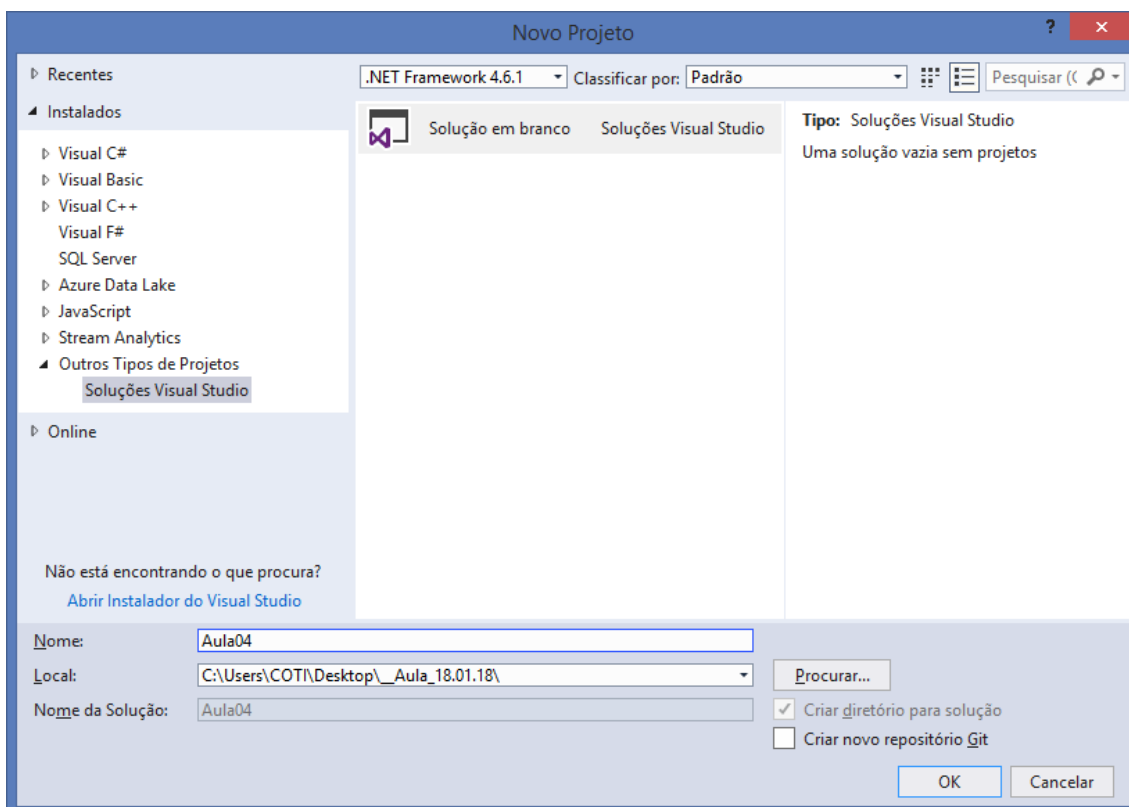 Novo Projeto
?
Recentes
.NET Framework 4.6.1 Classificar por: Padrão
Pesquisar ((
Instalados
Visual C#
Visual Basic
Visual C++
Visual F#
SQL Server
Azure Data Lake
JavaScript
Stream Analytics
Outros Tipos de Projetos
Soluções Visual Studio
Online
Solução em branco Soluções Visual Studio
Tipo: Soluções Visual Studio
Uma solução vazia sem projetos
Não está encontrando o que procura?
Abrir Instalador do Visual Studio
Nome: Aula04
Local: C:\Users\COTI\Desktop\__Aula_18.01.18\ Procurar...
Nome da Solução: Aula04
Criar diretório para solução
Criar novo repositório Git
OK Cancelar